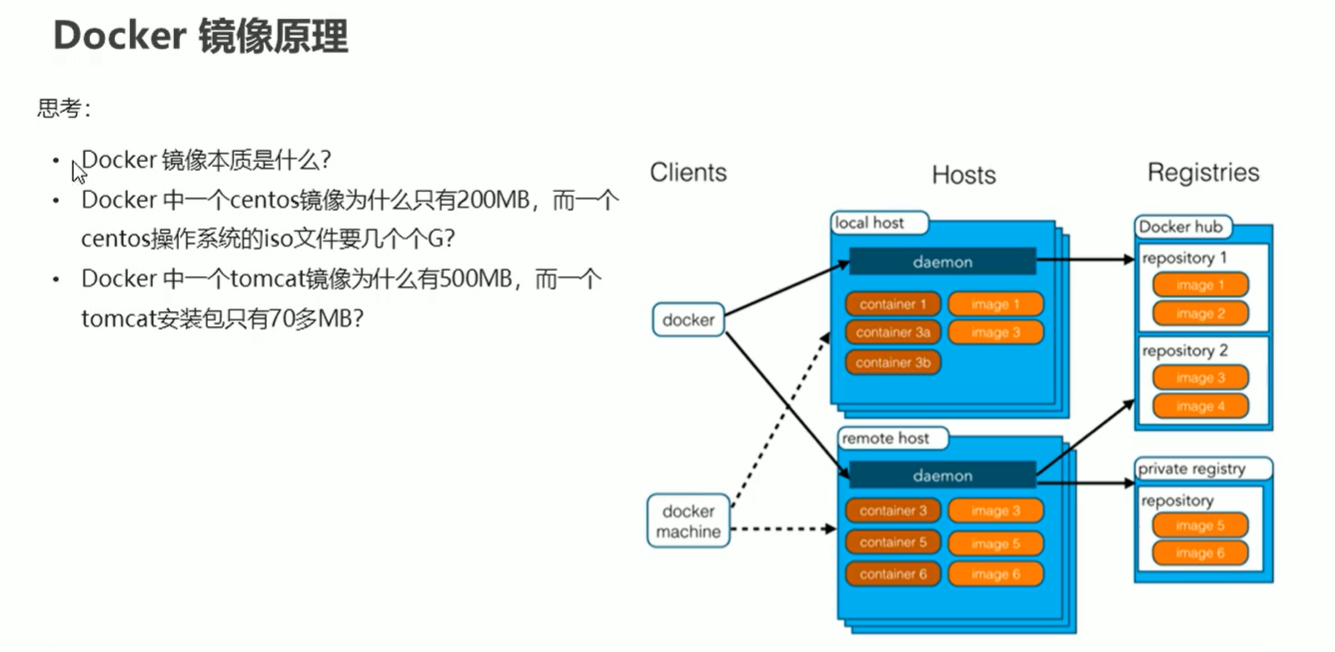 Docker 镜像原理
思考：
• Docker 镜像本质是什么？
• Docker 中一个centos镜像为什么只有200MB，而一个
centos操作系统的iso文件要几个个G？
• Docker 中一个tomcat镜像为什么有500MB，而一个
tomcat安装包只有70多MB？
Clients
docker
docker
machine
Hosts
local host
daemon
container 1
image 1
container 3a
image 3
container 3b
remote host
daemon
container 3
image 3
container 5
image 5
container 6
image 6
Registries
Docker hub
repository 1
image 1
image 2
repository 2
image 3
image 4
private registry
repository
image 5
image 6